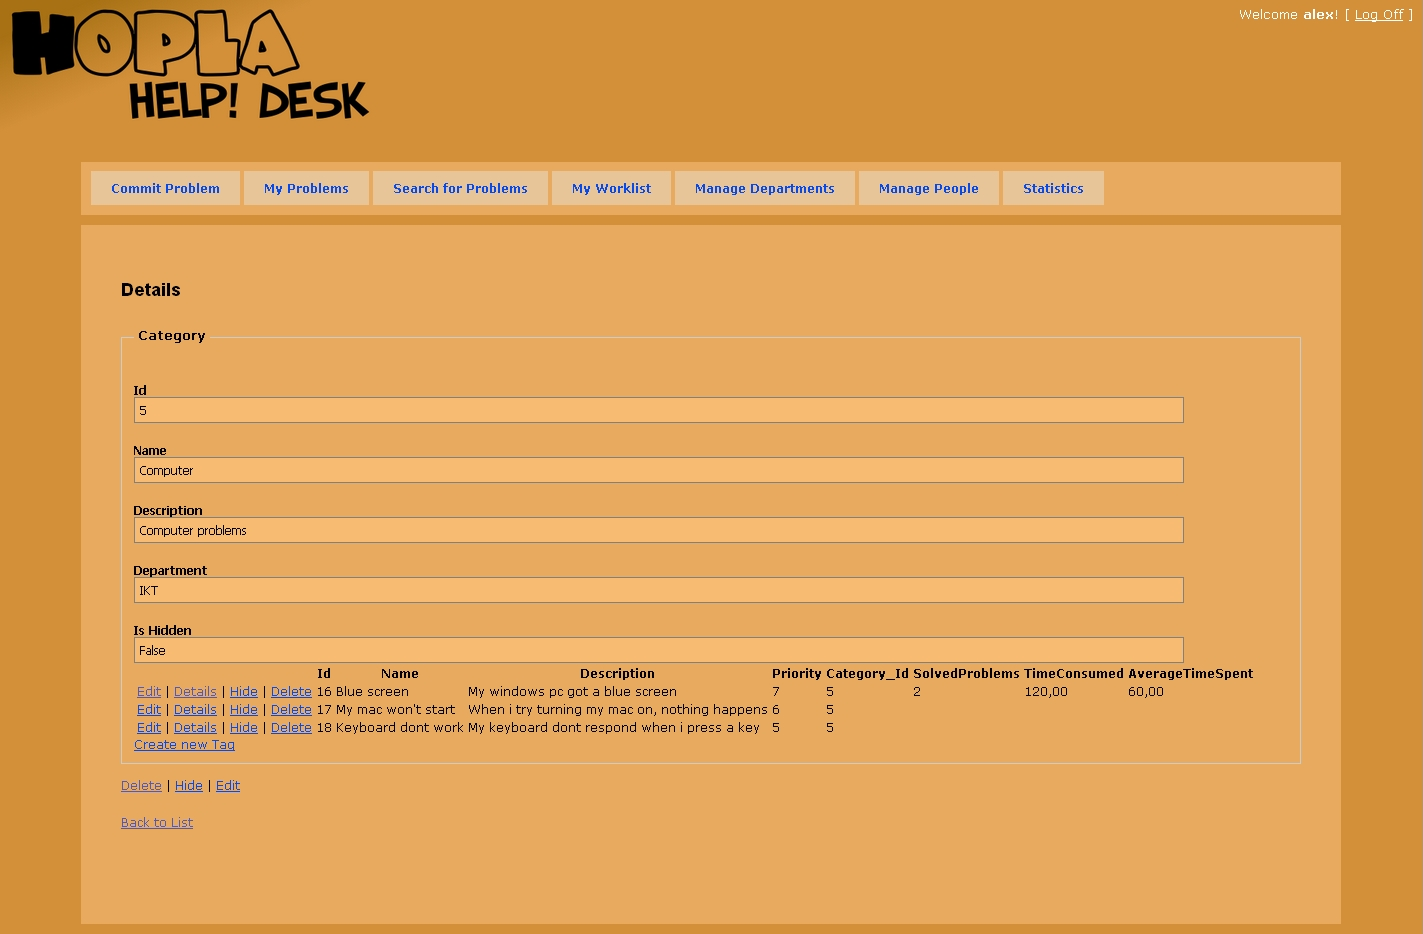 Welcome alex! [ Log Off ]
HOPLA
HELP! DESK
Commit Problem My Problems Search for Problems My Worklist Manage Departments Manage People Statistics
Details
Category
Id
5
Name
Computer
Description
Computer problems
Department
IKT
Is Hidden
False
Id Name Description Priority Category_Id SolvedProblems TimeConsumed AverageTimeSpent
Edit | Details | Hide | Delete 16 Blue screen My windows pc got a blue screen 7 5 2 120,00 60,00
Edit | Details | Hide | Delete 17 My mac won't start When i try turning my mac on, nothing happens 6 5
Edit | Details | Hide | Delete 18 Keyboard dont work My keyboard dont respond when i press a key 5 5
Create new Tag
Delete | Hide | Edit
Back to List